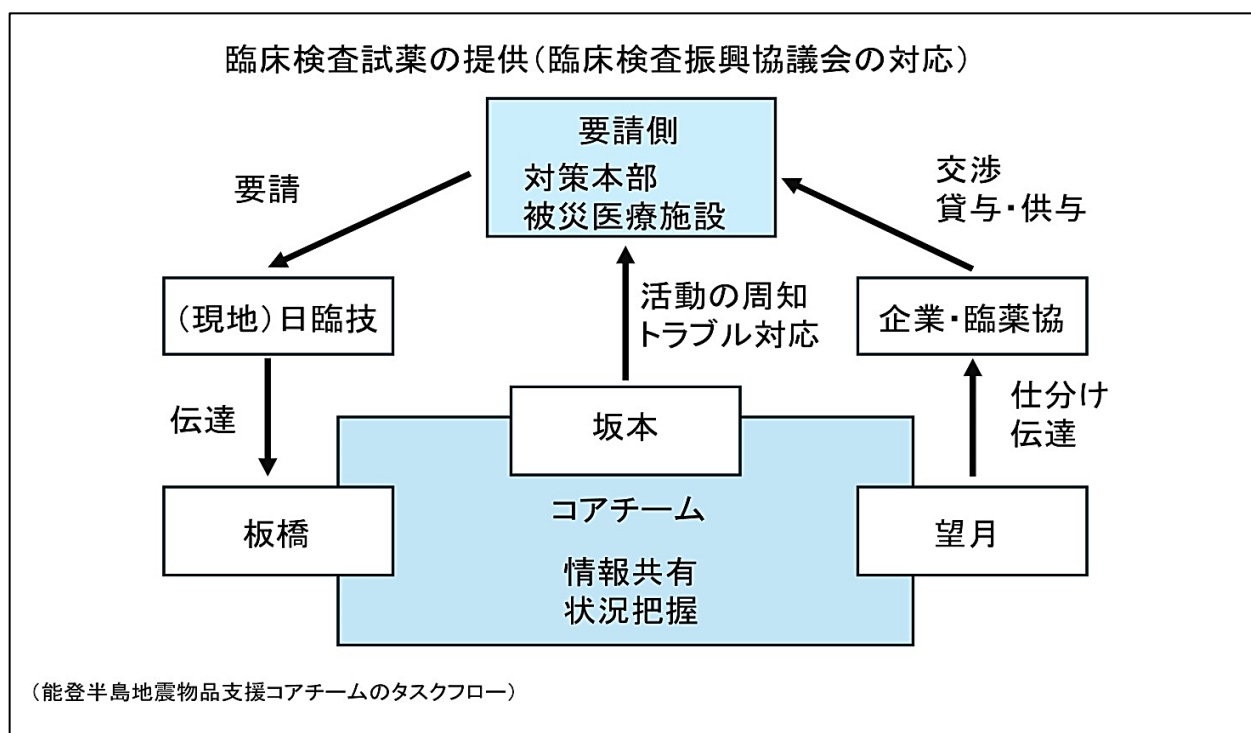 臨床検査試薬の提供(臨床検査振興協議会の対応)
要請側
対策本部
被災医療施設
要請
交渉
貸与・供与
(現地)日臨技
活動の周知
トラブル対応
企業・臨薬協
伝達
坂本
仕分け
伝達
板橋
コアチーム
望月
情報共有
状況把握
(能登半島地震物品支援コアチームのタスクフロー)